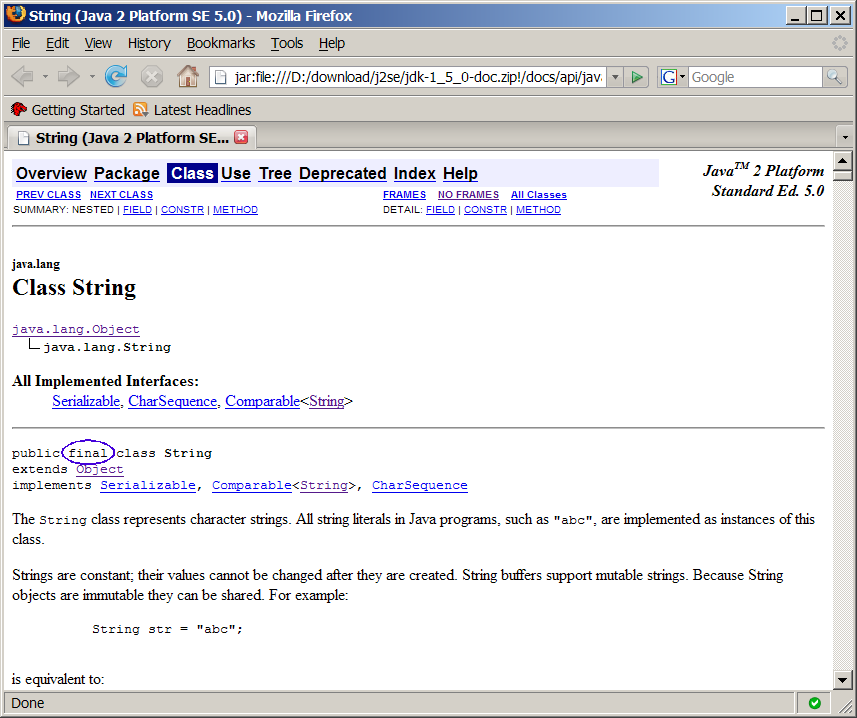 String (Java 2 Platform SE 5.0) - Mozilla Firefox
File Edit View History Bookmarks Tools Help
jar:file:///D:/download/j2se/jdk-1_5_0-doc.zip!/docs/api/java G Google
Getting Started Latest Headlines
String (Java 2 Platform SE...
Overview Package Class Use Tree Deprecated Index Help
Java™ 2 Platform
Standard Ed. 5.0
PREV CLASS NEXT CLASS FRAMES NO FRAMES All Classes
SUMMARY: NESTED | FIELD | CONSTR | METHOD DETAIL: FIELD | CONSTR | METHOD
java.lang
Class String
java.lang.Object
java.lang.String
All Implemented Interfaces:
Serializable, CharSequence, Comparable<String>
public final class String
extends Object
implements Serializable, Comparable<String>, CharSequence
The String class represents character strings. All string literals in Java programs, such as "abc", are implemented as instances of this
class.
Strings are constant; their values cannot be changed after they are created. String buffers support mutable strings. Because String
objects are immutable they can be shared. For example:
String str = "abc";
is equivalent to:
Done